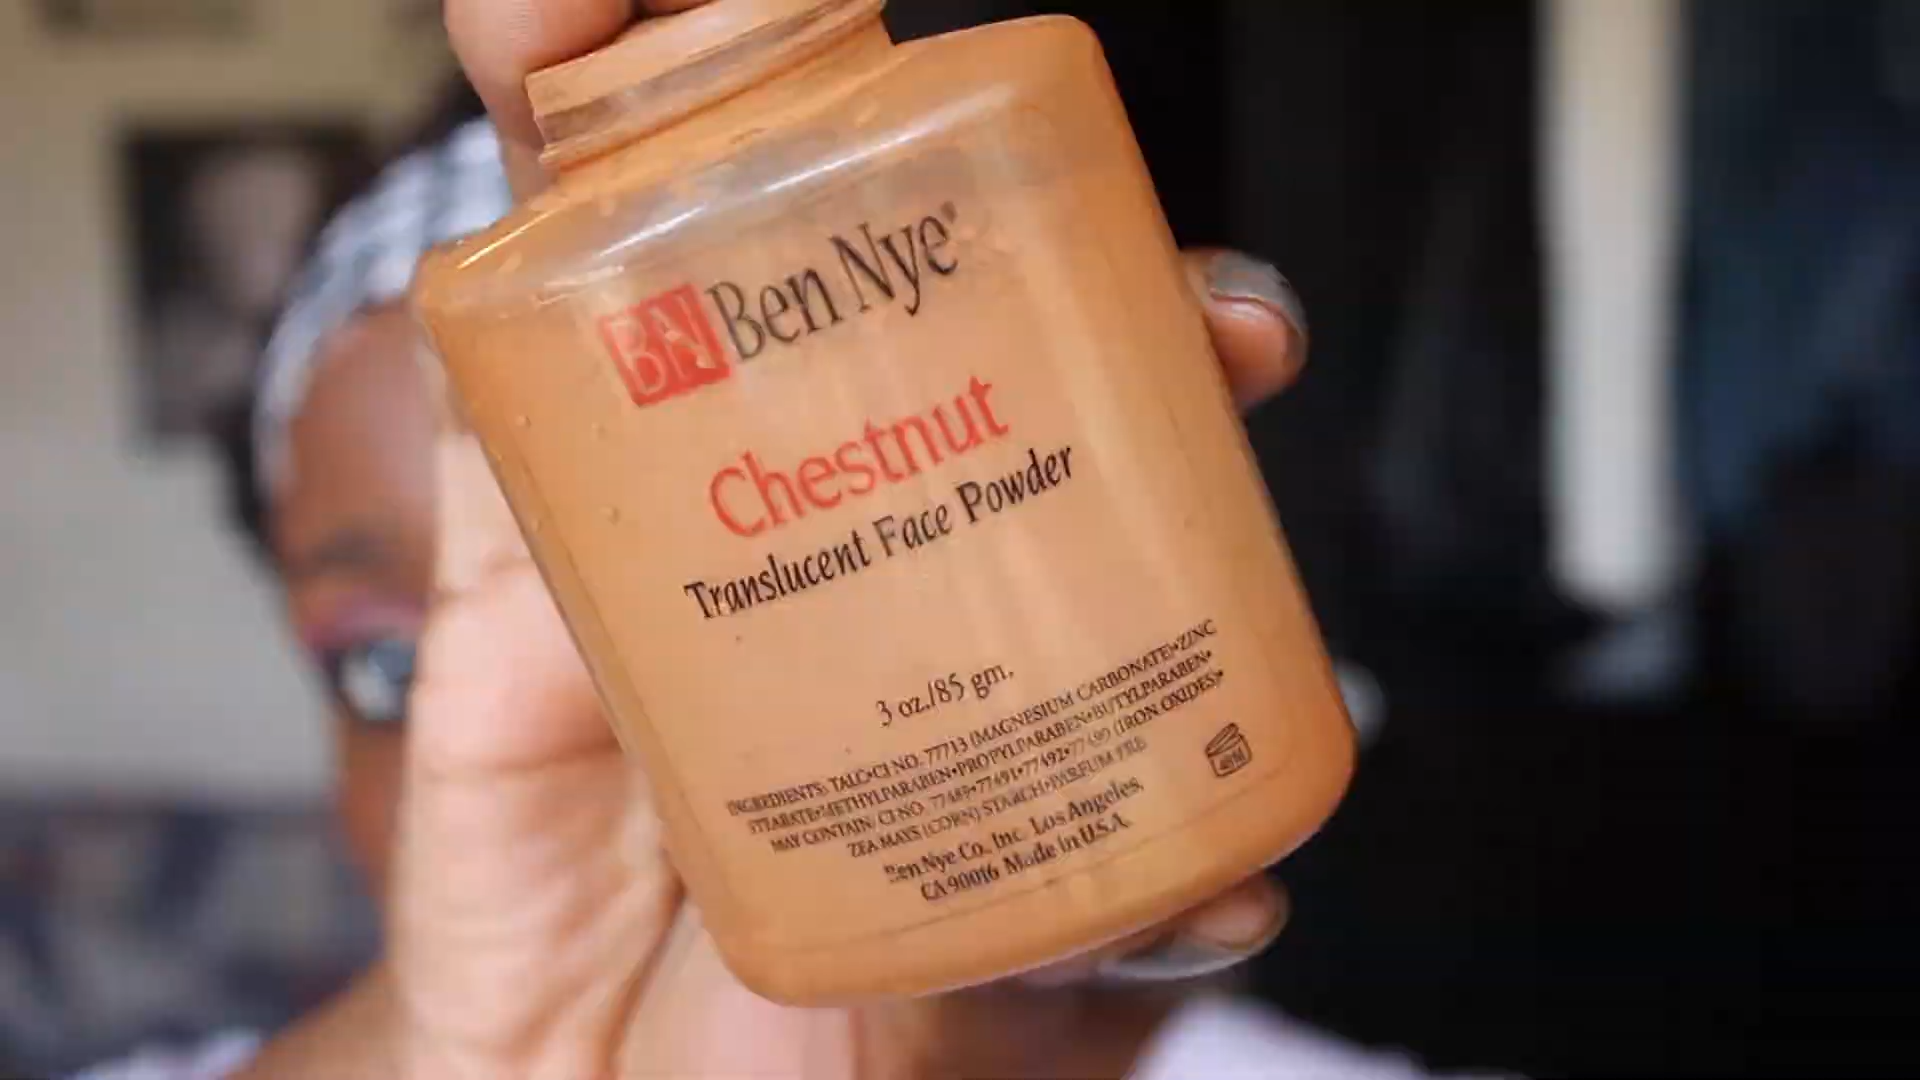 BN Ben Nye®
Chestnut
Translucent Face Powder
3 oz./85 gm.
INGREDIENTS: TALC•CI NO. 77713 (MAGNESIUM CARBONATE)•ZINC
STEARATE•METHYLPARABEN•PROPYLPARABEN•BUTYLPARABEN•
MAY CONTAIN: CI NO. 77489•77491•77492•77499 (IRON OXIDES)•
ZEA MAYS (CORN) STARCH•PARFUM
Ben Nye Co. Inc. Los Angeles,
CA 90016 Made in U.S.A.